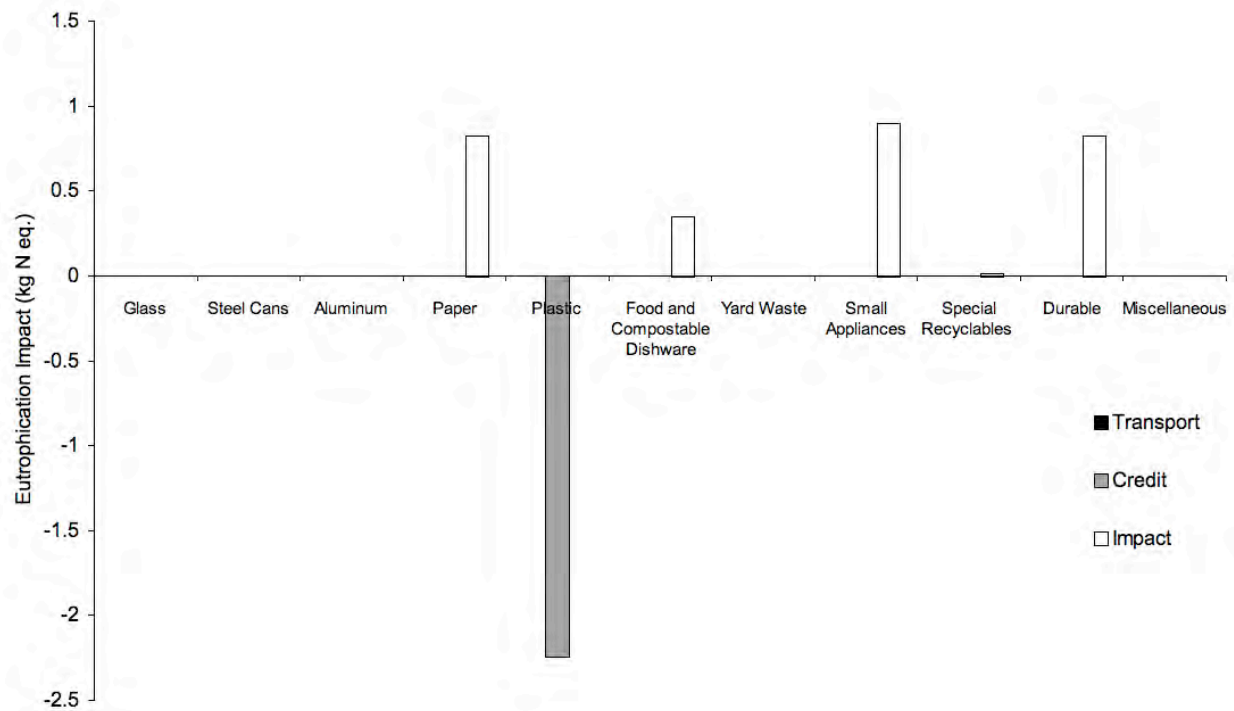 1.5
1
0.5
0
-0.5
-1
-1.5
-2
-2.5
Eutrophication Impact (kg N eq.)
Glass
Steel Cans
Aluminum
Paper
Plastic
Food and
Compostable
Dishware
Yard Waste
Small
Appliances
Special
Recyclables
Durable
Miscellaneous
Transport
Credit
Impact